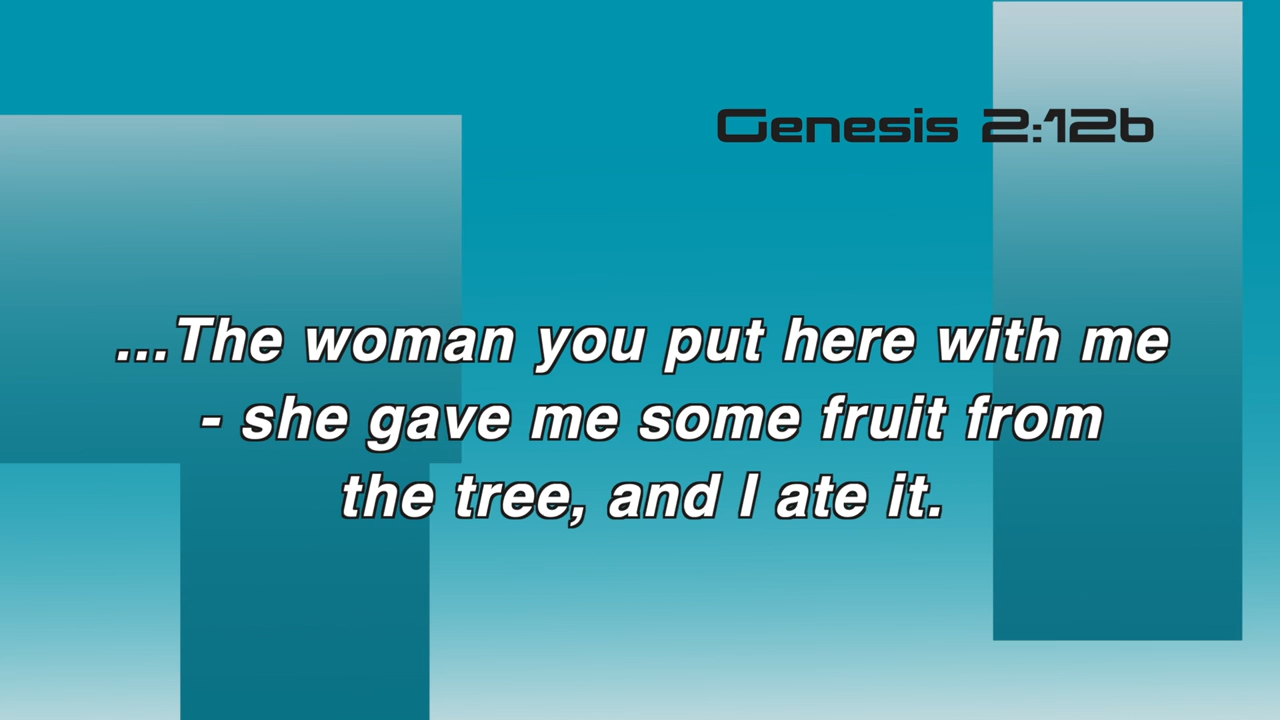 Genesis 2:12b
...The woman you put here with me
- she gave me some fruit from
the tree, and I ate it.